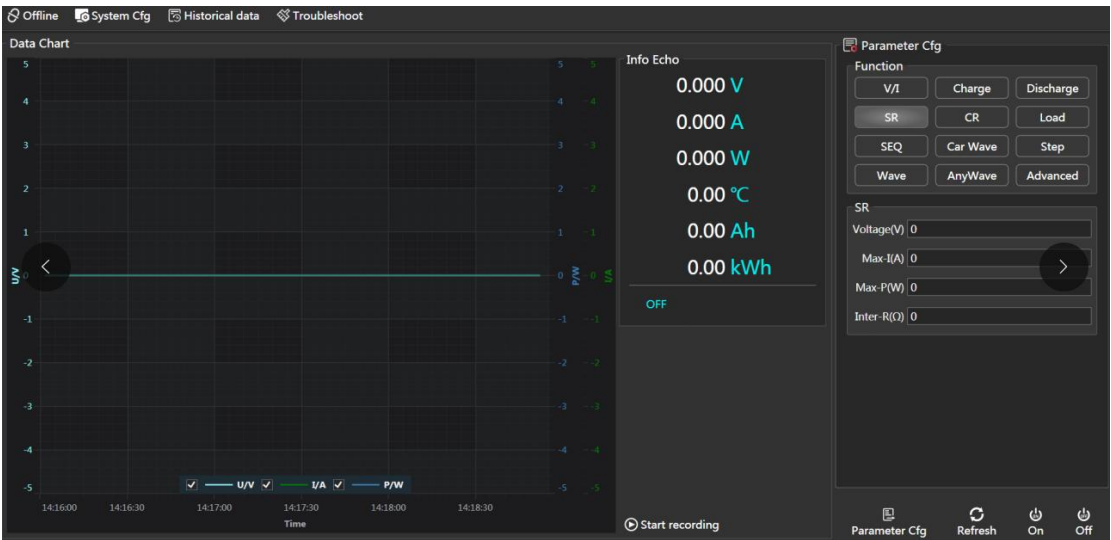 Offline System Cfg Historical data Troubleshoot
Data Chart
5 5 5
4 4 4
3 3 3
2 2 2
1 1 1
U/V 0 0 P/W 0 I/A
-1 -1 -1
-2 -2 -2
-3 -3 -3
-4 -4 -4
-5 -5 -5
U/V I/A P/W
14:16:00 14:16:30 14:17:00 14:17:30 14:18:00 14:18:30
Time
Info Echo
0.000 V
0.000 A
0.000 W
0.00 ℃
0.00 Ah
0.00 kWh
OFF
Start recording
Parameter Cfg
Function
V/I Charge Discharge
SR CR Load
SEQ Car Wave Step
Wave AnyWave Advanced
SR
Voltage(V) 0
Max-I(A) 0
Max-P(W) 0
Inter-R(Ω) 0
Parameter Cfg Refresh On Off